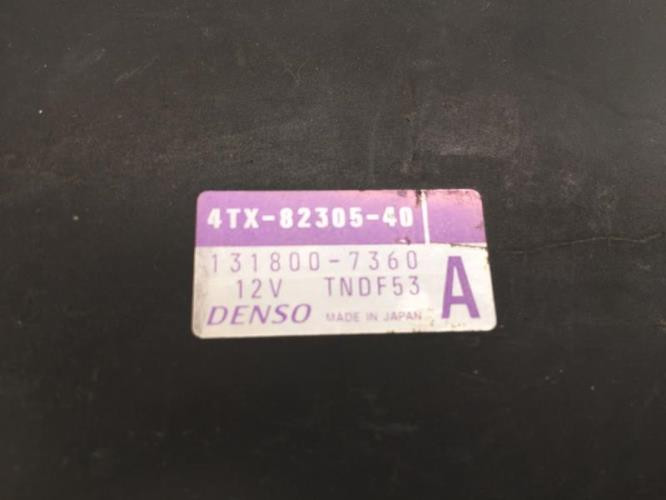 4TX-82305-40
131800-7360
12V TNDF53 A
DENSO MADE IN JAPAN